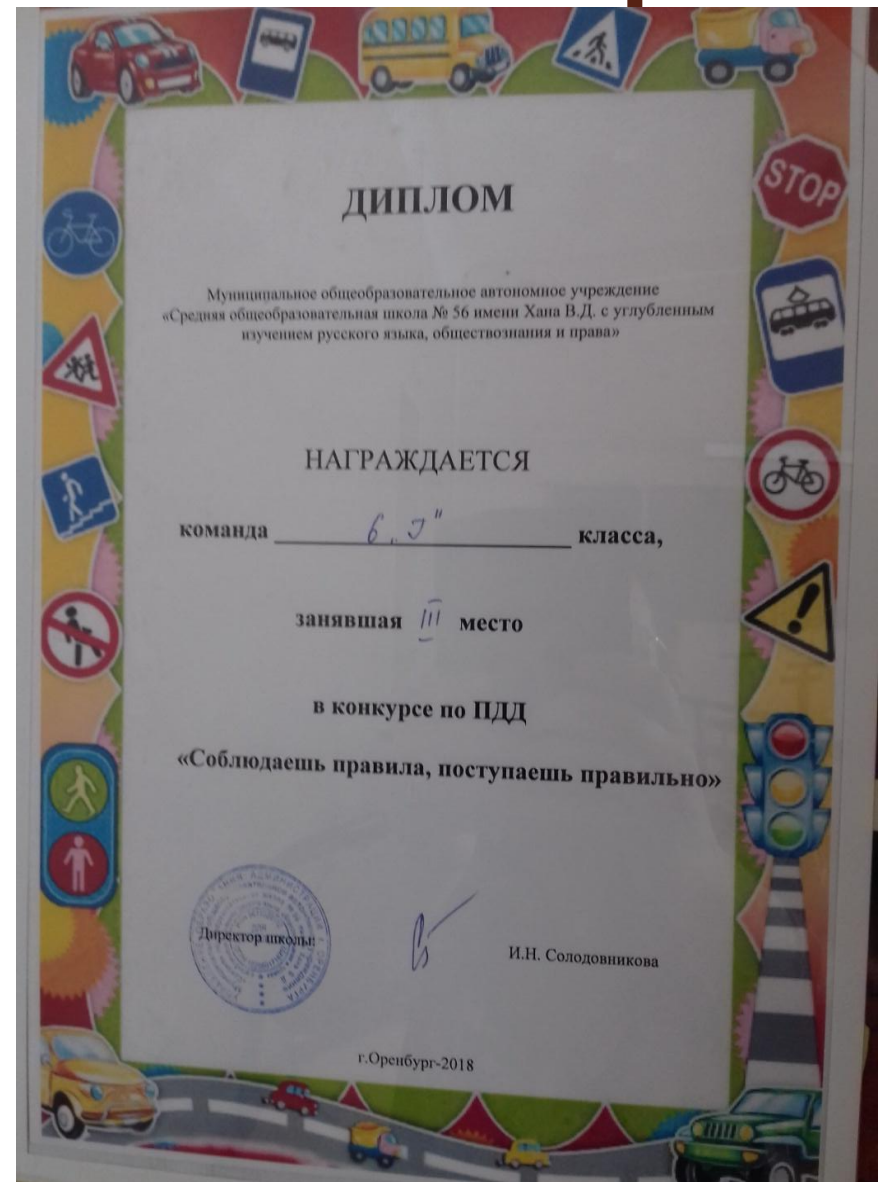 STOP
ДИПЛОМ
Муниципальное общеобразовательное автономное учреждение
«Средняя общеобразовательная школа № 56 имени Хана В.Д. с углубленным
изучением русского языка, обществознания и права»
НАГРАЖДАЕТСЯ
команда 6 класса,
занявшая III место
в конкурсе по ПДД
«Соблюдаешь правила, поступаешь правильно»
Директор школы: И.Н. Солодовникова
г.Оренбург-2018